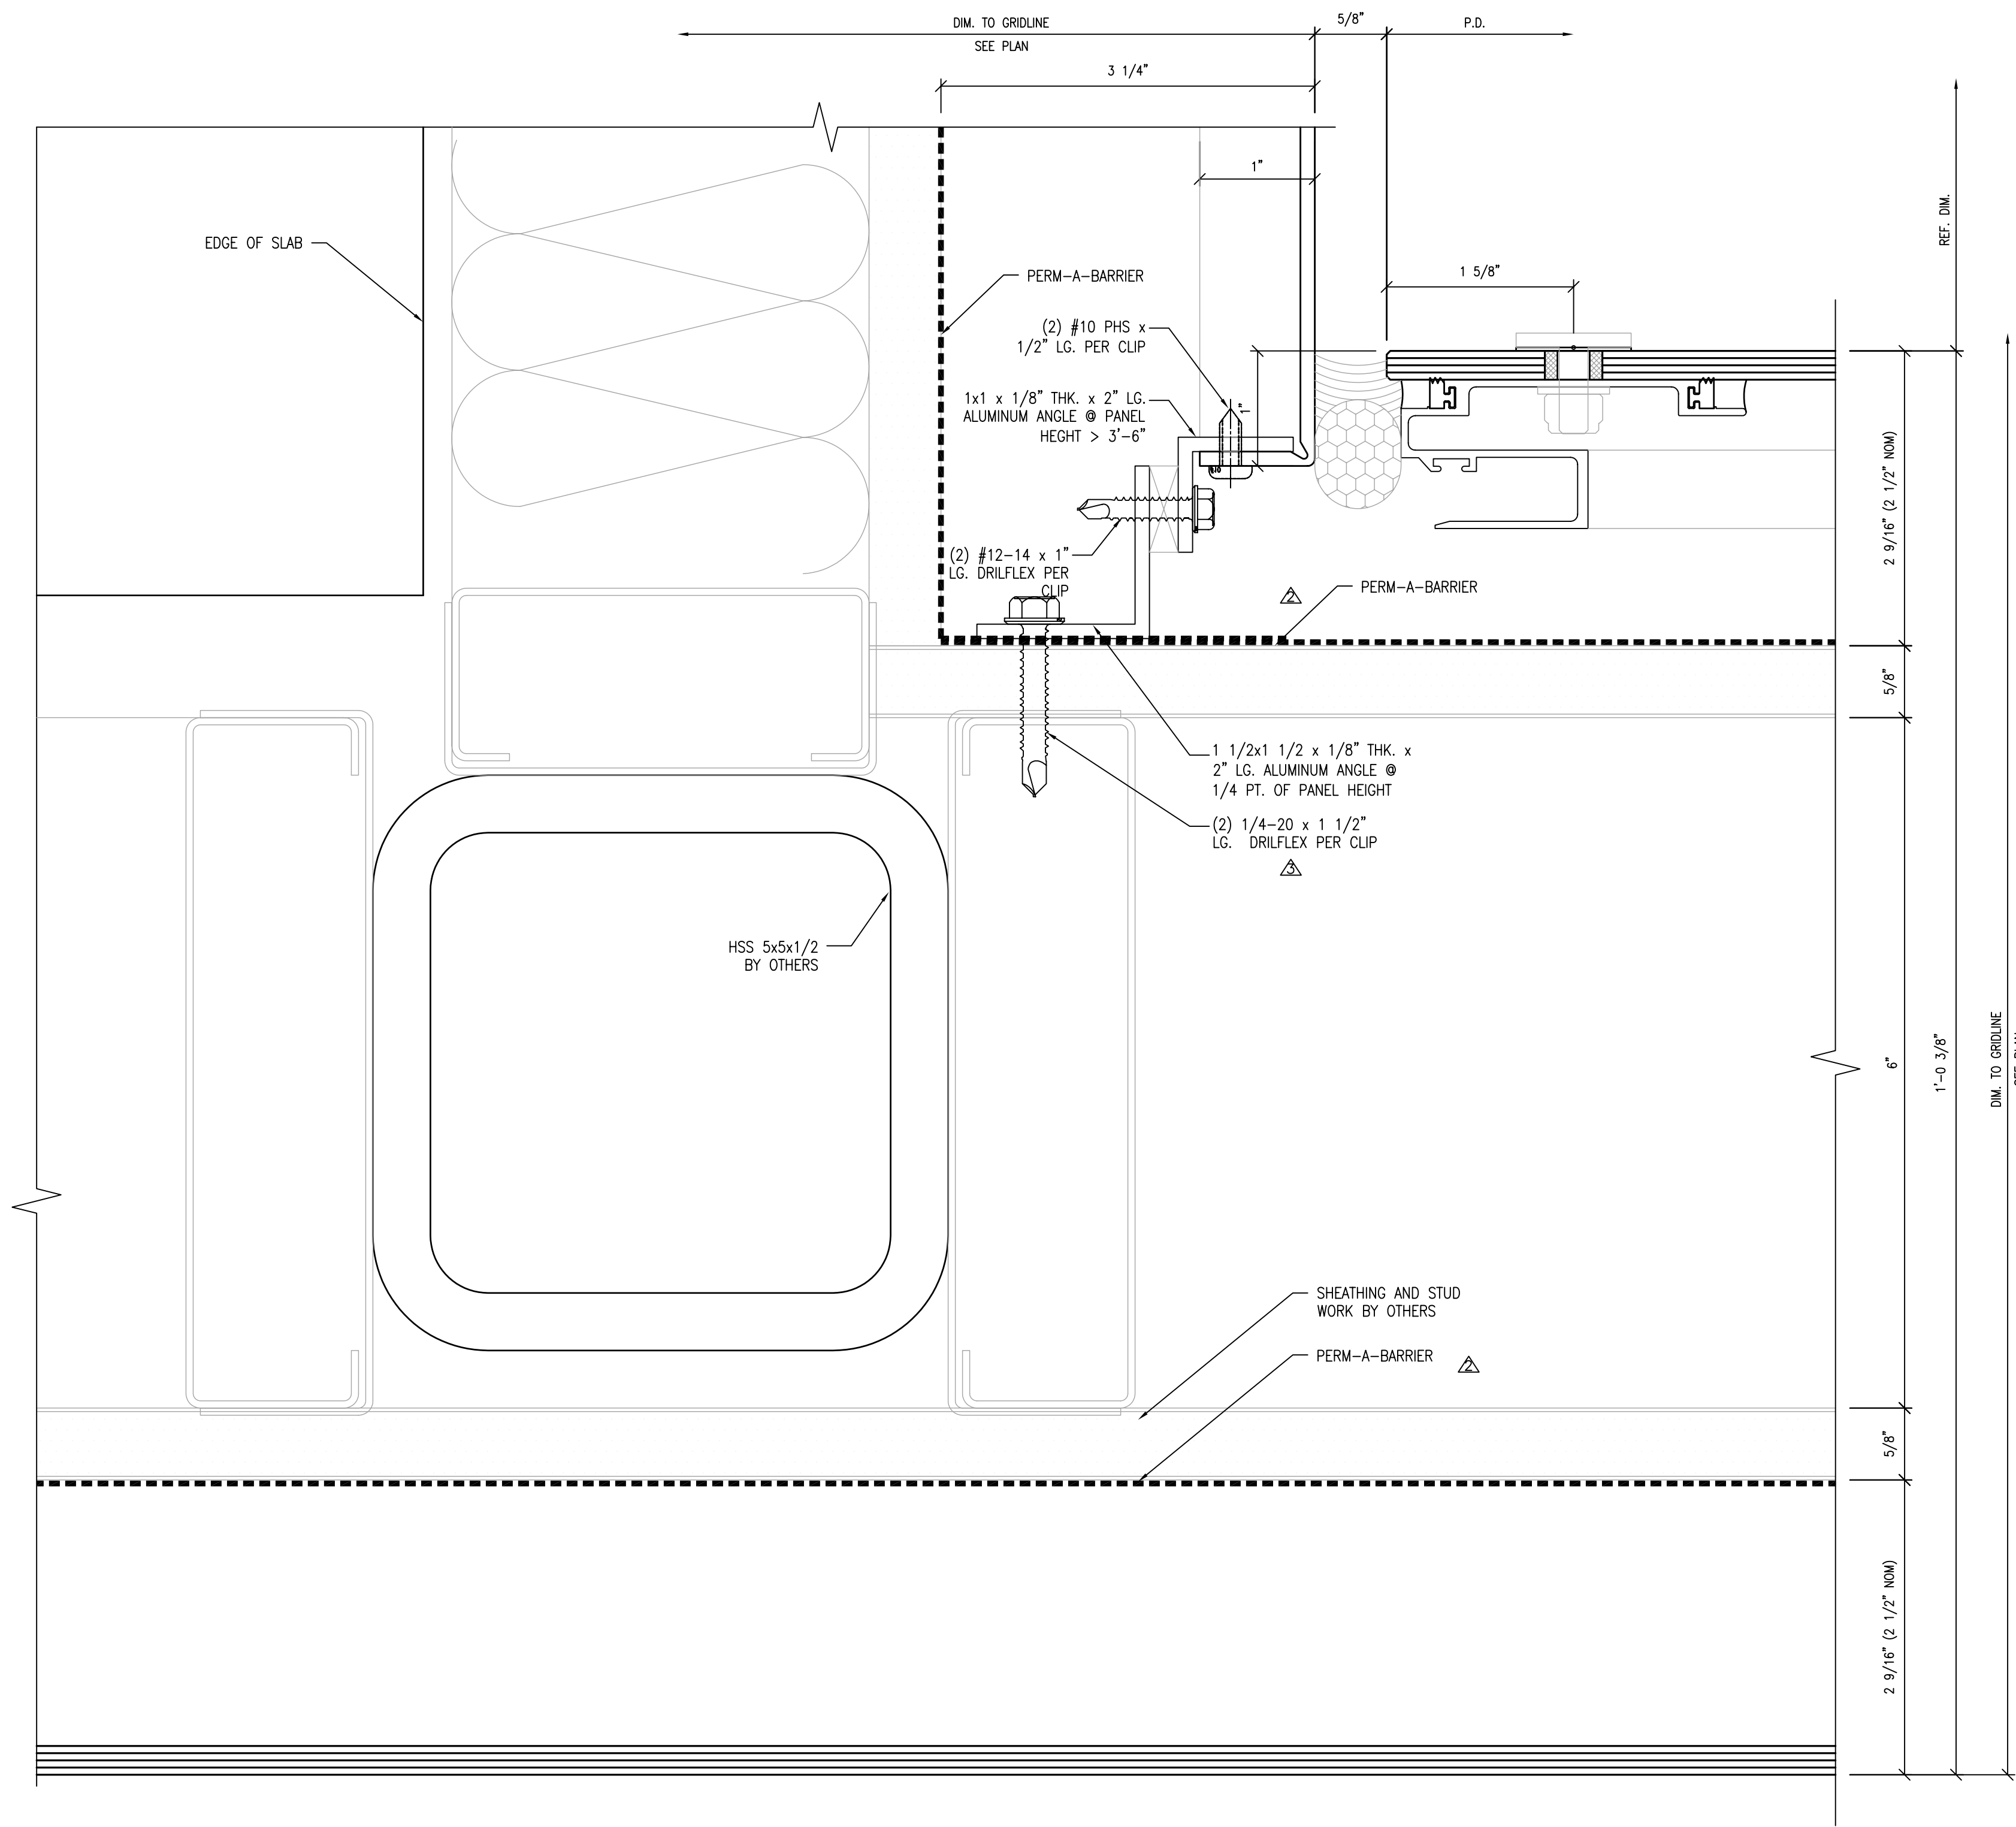 DIM. TO GRIDLINE
SEE PLAN
5/8"
P.D.
3 1/4"
1"
REF. DIM.
EDGE OF SLAB
PERM-A-BARRIER
1 5/8"
(2) #10 PHS x
1/2" LG. PER CLIP
1"
1x1 x 1/8" THK. x 2" LG.
ALUMINUM ANGLE @ PANEL
HEGHT > 3'-6"
2 9/16" (2 1/2" NOM)
#10
(2) #12-14 x 1"
LG. DRILFLEX PER
CLIP
2
PERM-A-BARRIER
5/8"
1 1/2x1 1/2 x 1/8" THK. x
2" LG. ALUMINUM ANGLE @
1/4 PT. OF PANEL HEIGHT
(2) 1/4-20 x 1 1/2"
LG. DRILFLEX PER CLIP
3
HSS 5x5x1/2
BY OTHERS
6"
1'-0 3/8"
DIM. TO GRIDLINE
SHEATHING AND STUD
WORK BY OTHERS
PERM-A-BARRIER
2
5/8"
2 9/16" (2 1/2" NOM)